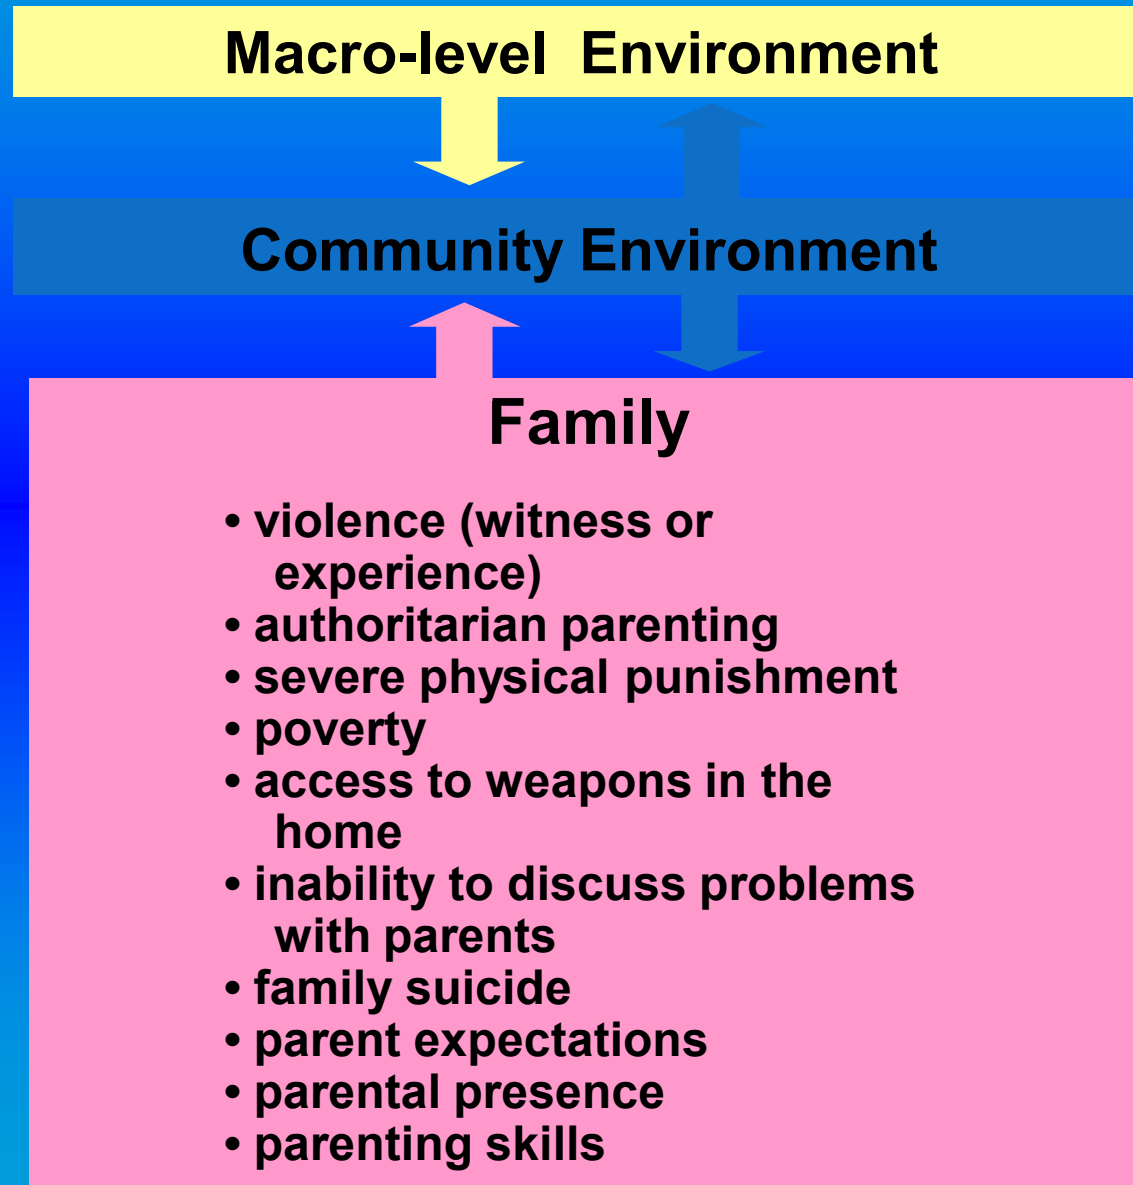 Macro-level  Environment
Community Environment
Family
• violence (witness or
experience)
• authoritarian parenting
• severe physical punishment
• poverty
• access to weapons in the
home
• inability to discuss problems
with parents
• family suicide
• parent expectations
• parental presence
• parenting skills